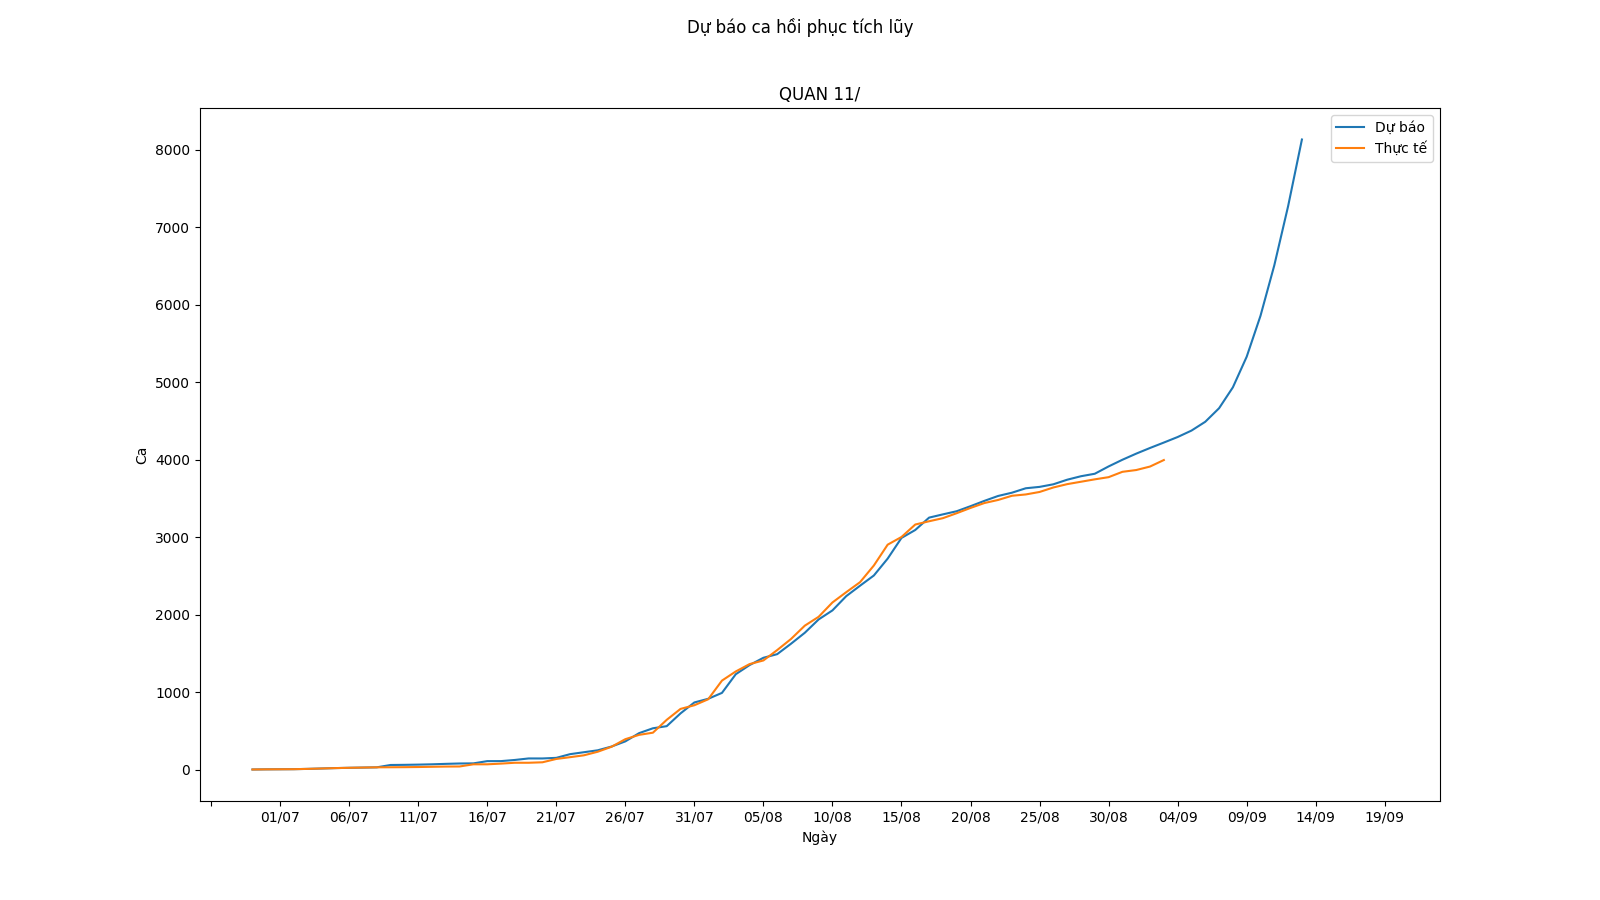 Dự báo ca hồi phục tích lũy
QUAN 11/
Dự báo
Thực tế
8000
7000
6000
5000
4000
3000
2000
1000
0
Ca
01/07 06/07 11/07 16/07 21/07 26/07 31/07 05/08 10/08 15/08 20/08 25/08 30/08 04/09 09/09 14/09 19/09
Ngày